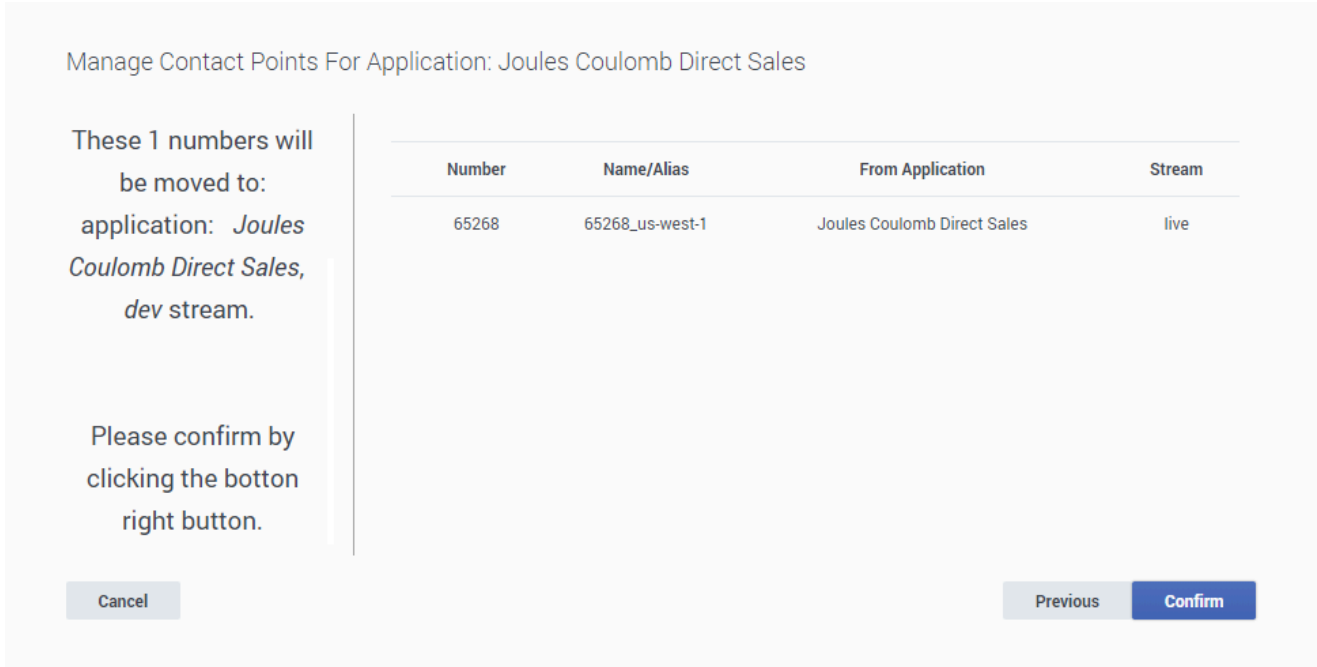 Manage Contact Points For Application: Joules Coulomb Direct Sales
These 1 numbers will
be moved to:
application: Joules
Coulomb Direct Sales,
dev stream.
Please confirm by
clicking the botton
right button.
Number Name/Alias From Application Stream
65268 65268_us-west-1 Joules Coulomb Direct Sales live
Cancel Previous Confirm